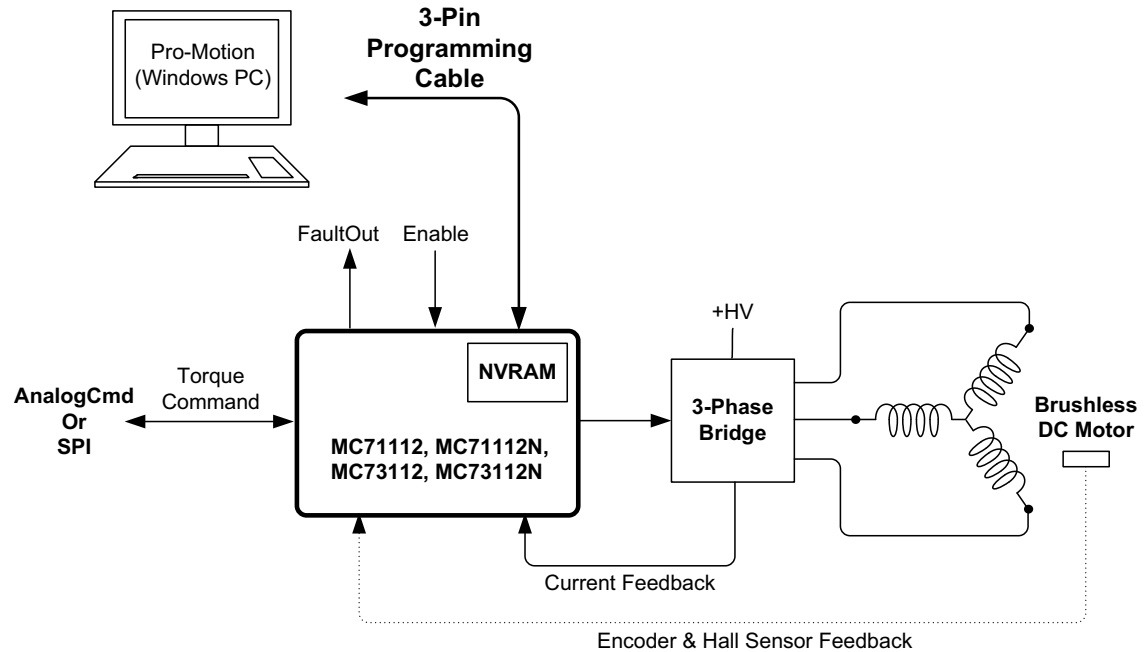 3-Pin
Programming
Cable
Pro-Motion
(Windows PC)
FaultOut
Enable
+HV
NVRAM
Torque
Command
AnalogCmd
Or
SPI
MC71112, MC71112N,
MC73112, MC73112N
3-Phase
Bridge
Brushless
DC Motor
Current Feedback
Encoder & Hall Sensor Feedback